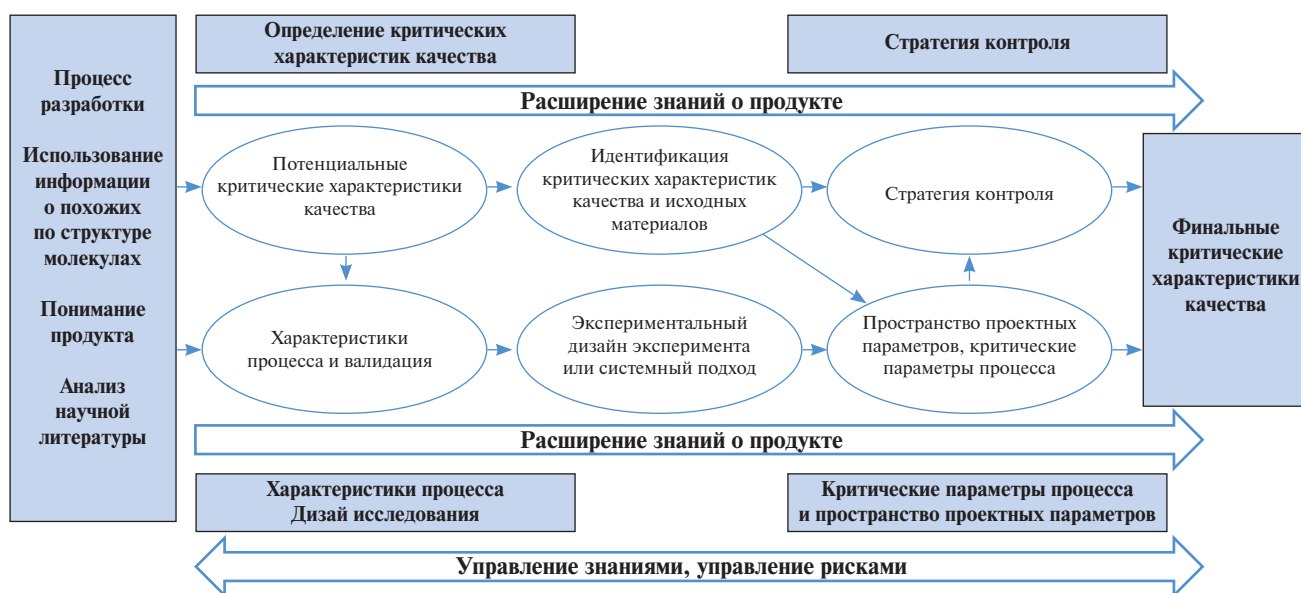 Процесс
разработки
Использование
информации
о похожих
по структуре
молекулах
Понимание
продукта
Анализ
научной
литературы
Определение критических
характеристик качества
Стратегия контроля
Расширение знаний о продукте
Потенциальные
критические характеристики
качества
Идентификация
критических характеристик
качества и исходных
материалов
Стратегия контроля
Финальные
критические
характеристики
качества
Характеристики
процесса и валидация
Экспериментальный
дизайн эксперимента
или системный подход
Пространство проектных
параметров, критические
параметры процесса
Расширение знаний о продукте
Характеристики процесса
Дизай исследования
Критические параметры процесса
и пространство проектных параметров
Управление знаниями, управление рисками